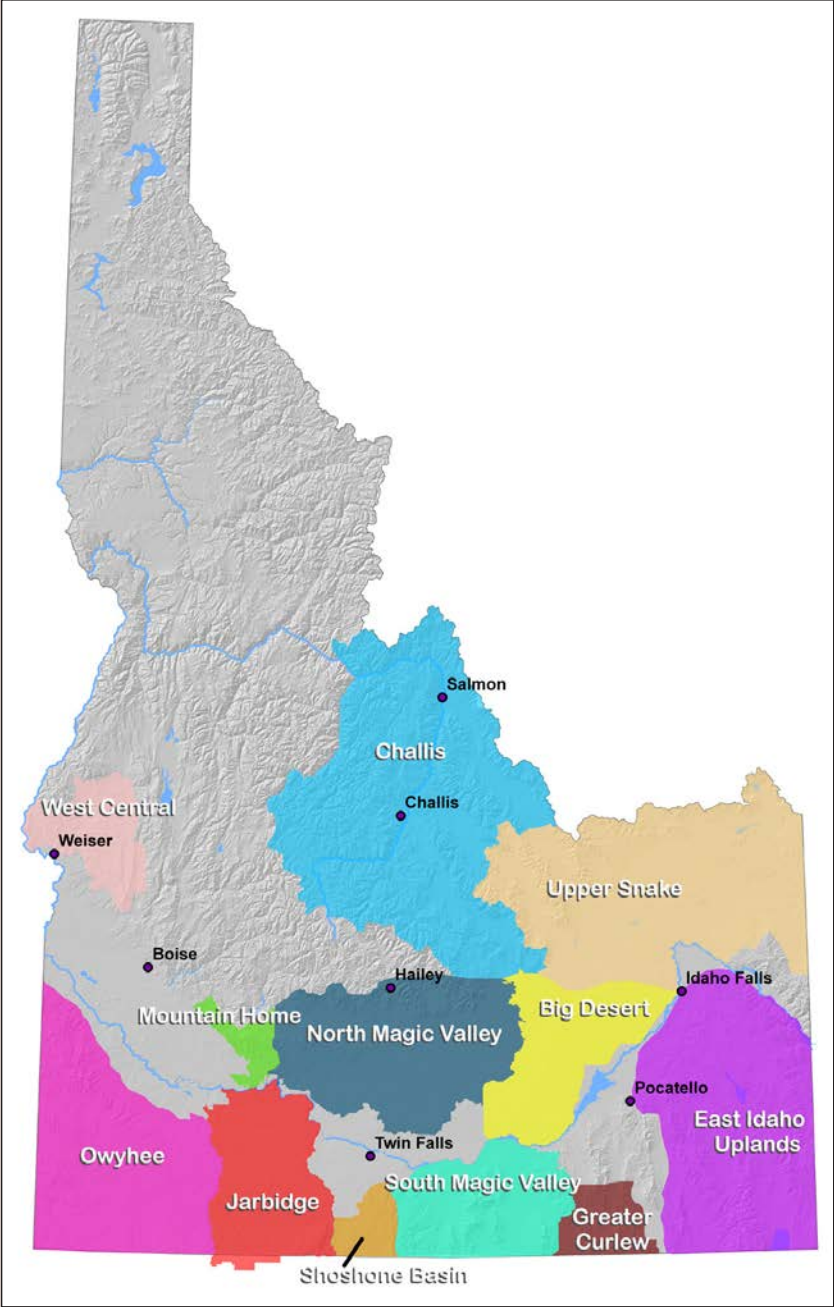 Salmon
Challis
Challis
West Central
Weiser
Upper Snake
Boise
Hailey
Idaho Falls
Mountain Home
North Magic Valley
Big Desert
Pocatello
East Idaho
Uplands
Owyhee
Twin Falls
South Magic Valley
Jarbidge
Greater
Curlew
Shoshone Basin